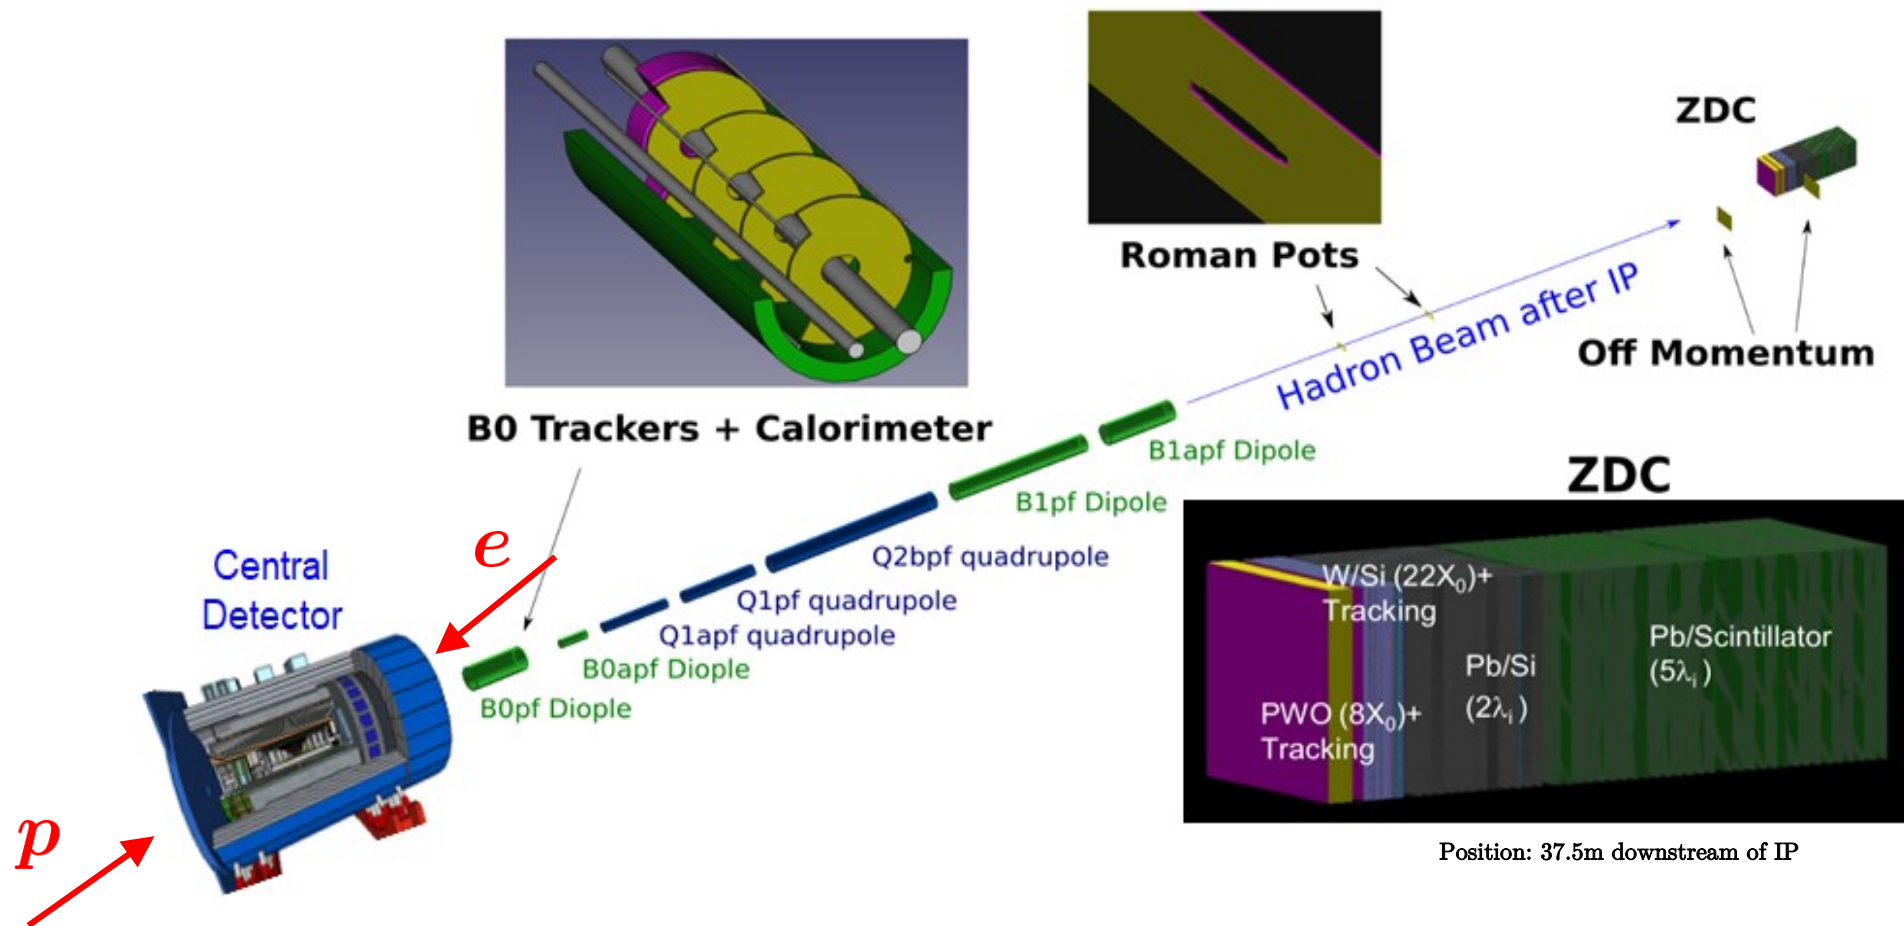 ZDC
Roman Pots
Hadron Beam after IP
Off Momentum
B0 Trackers + Calorimeter
B1apf Dipole
ZDC
B1pf Dipole
e
Central
Detector
Q2bpf quadrupole
Q1pf quadrupole
Q1apf quadrupole
B0apf Diople
B0pf Diople
W/Si (22X₀)+
Tracking
Pb/Scintillator
(5λᵢ)
Pb/Si
(2λᵢ)
PWO (8X₀)+
Tracking
p
Position: 37.5m downstream of IP